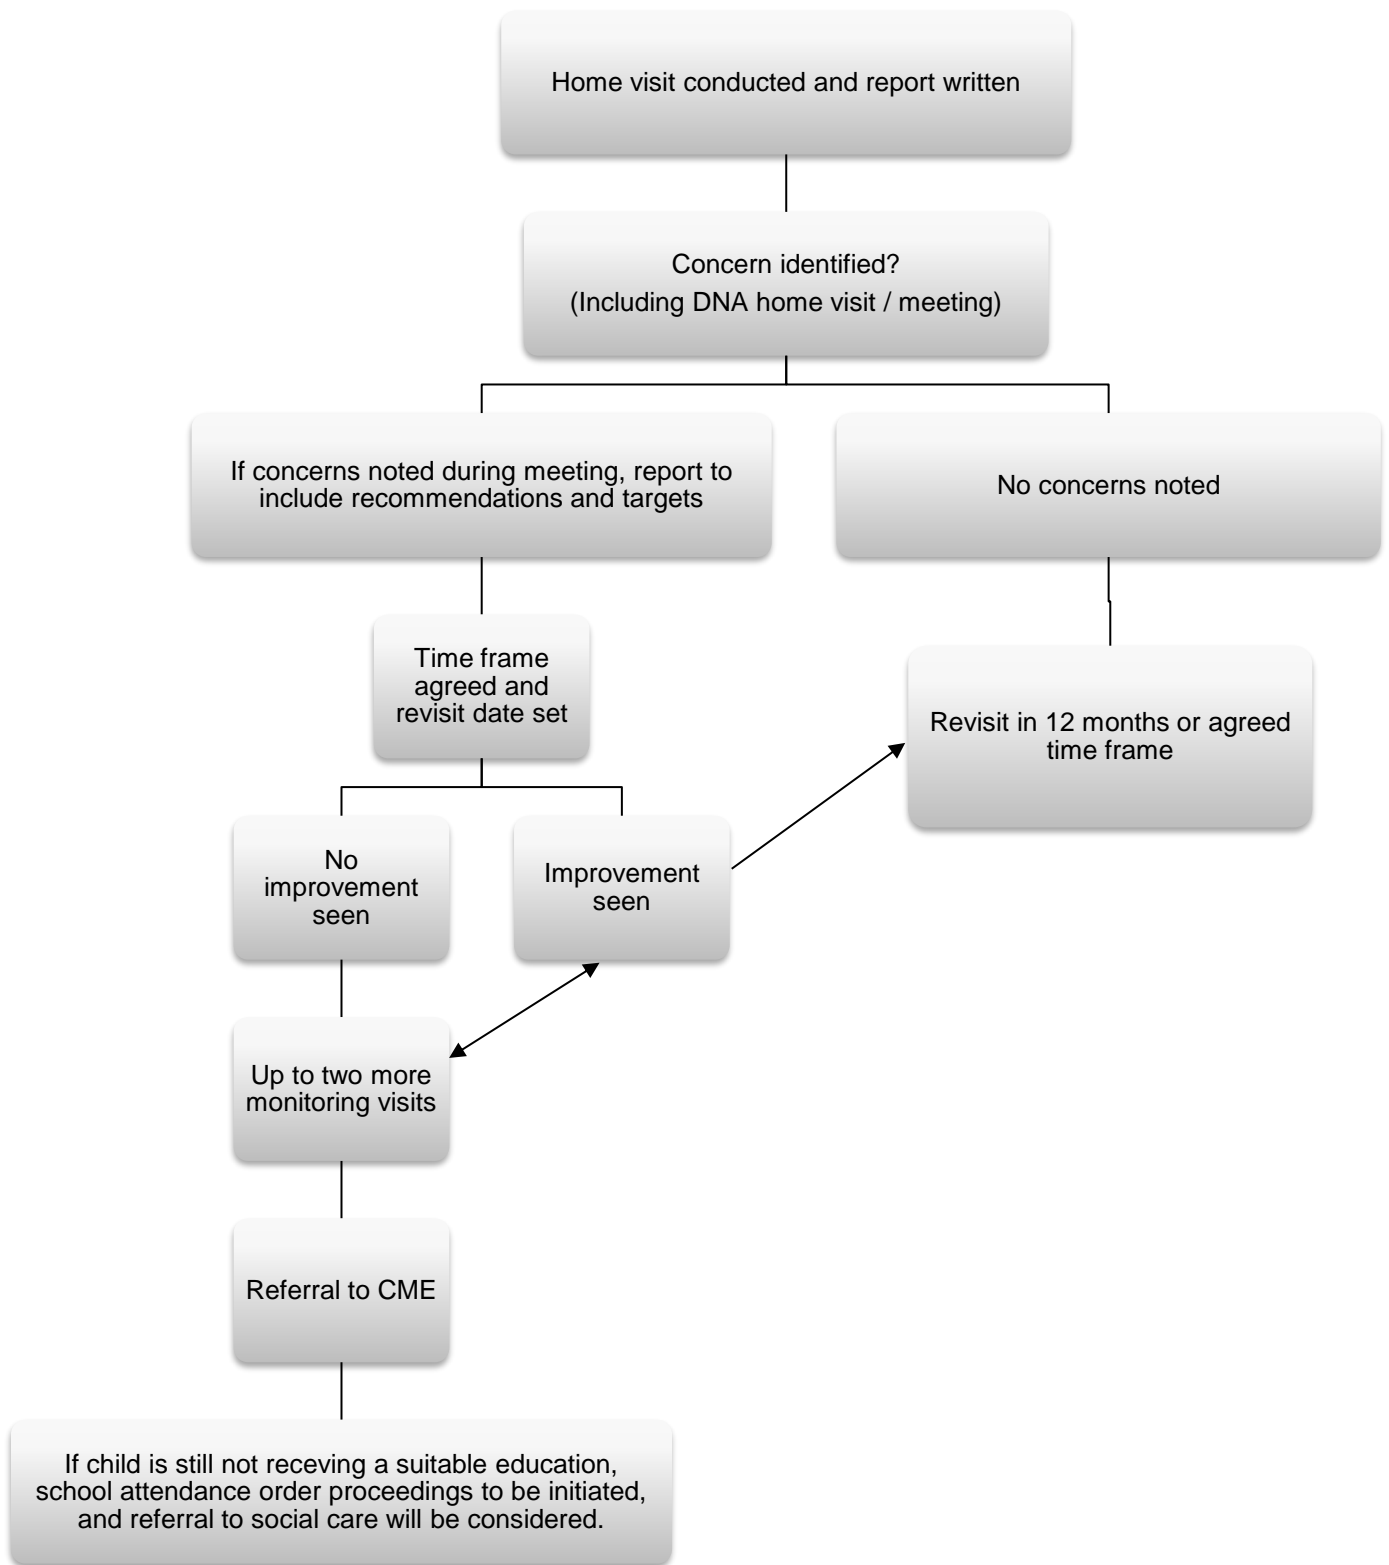 Home visit conducted and report written
Concern identified?
(Including DNA home visit / meeting)
If concerns noted during meeting, report to
include recommendations and targets
No concerns noted
Time frame
agreed and
revisit date set
Revisit in 12 months or agreed
time frame
No
improvement
seen
Improvement
seen
Up to two more
monitoring visits
Referral to CME
If child is still not receving a suitable education,
school attendance order proceedings to be initiated,
and referral to social care will be considered.